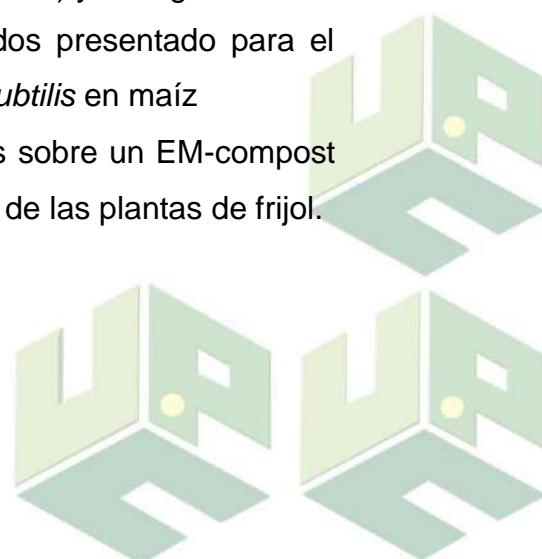 dos presentado para el
ubtilis en maíz
s sobre un EM-compost
de las plantas de frijol.